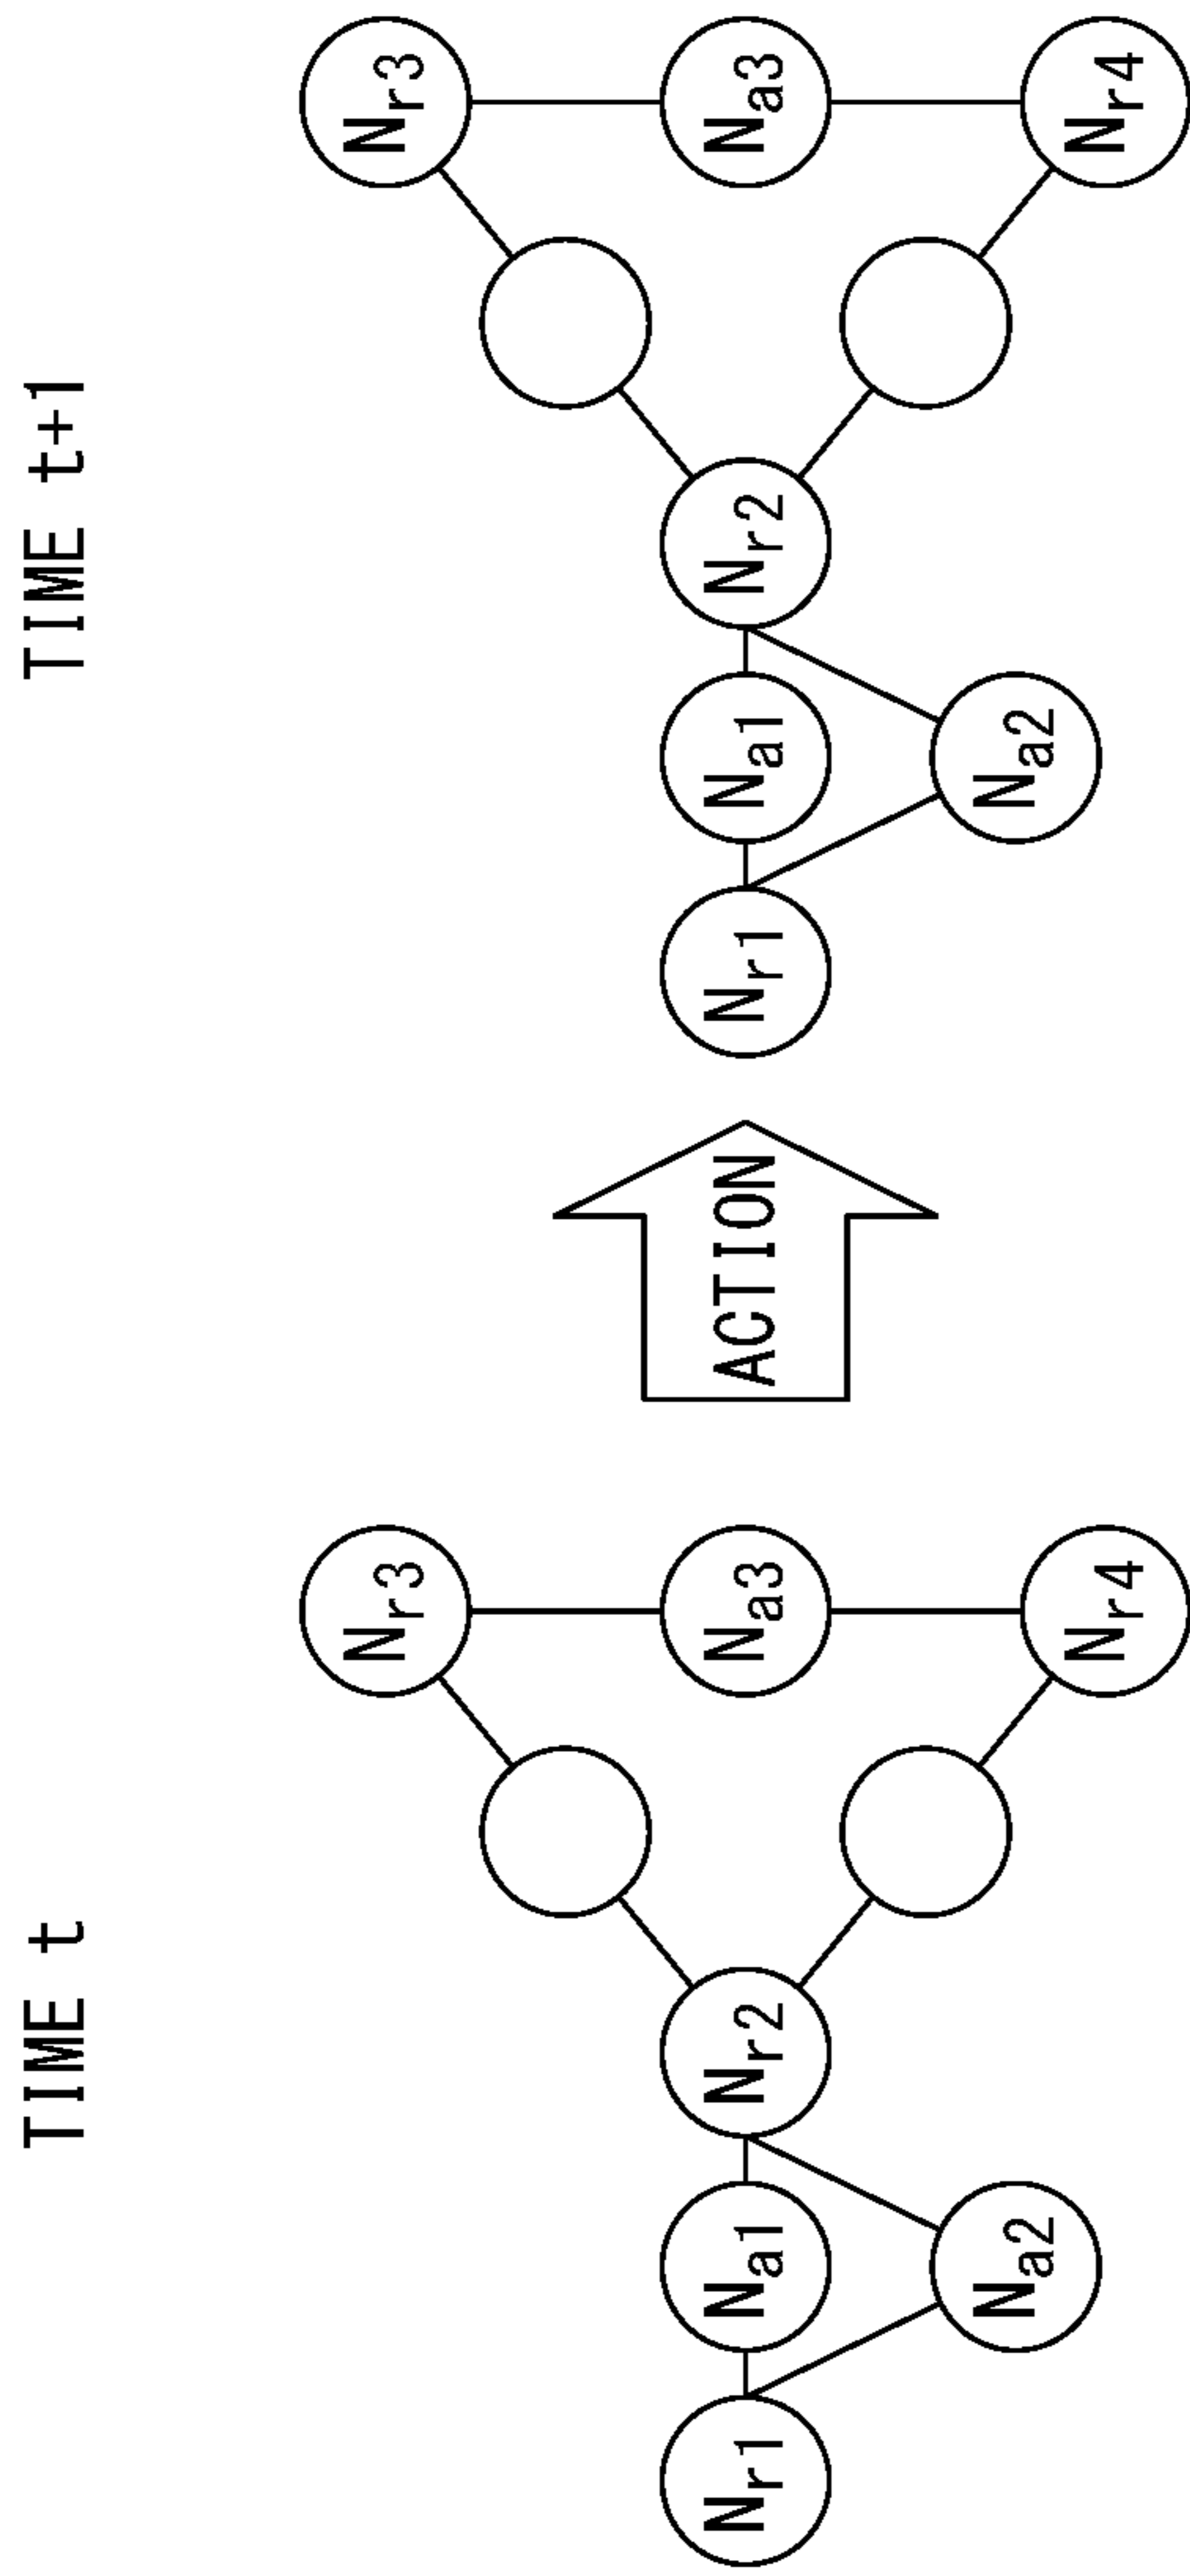 TIME t
TIME t+1
Nr3
Nr3
Nr1
Na1
Nr2
Na3
ACTION
Nr1
Na1
Nr2
Na3
Na2
Nr4
Na2
Nr4